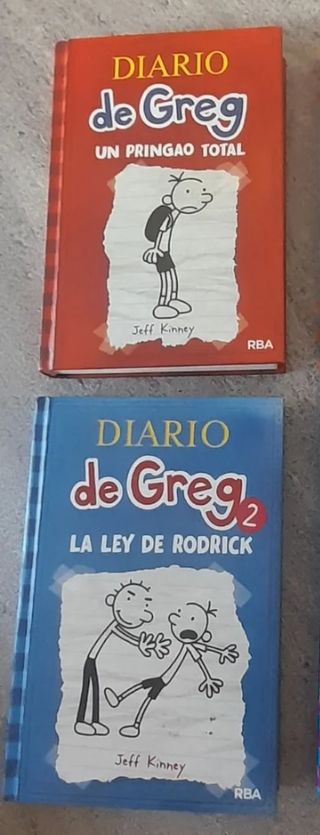 DIARIO
de Greg
UN PRINGAO TOTAL
Jeff Kinney
RBA
DIARIO
de Greg
2
LA LEY DE RODRICK
Jeff Kinney
RBA